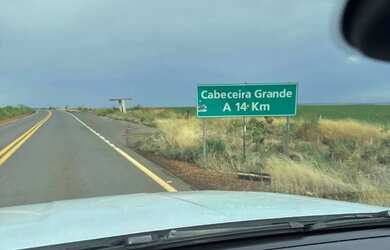 Cabeceira Grande
A 14 Km